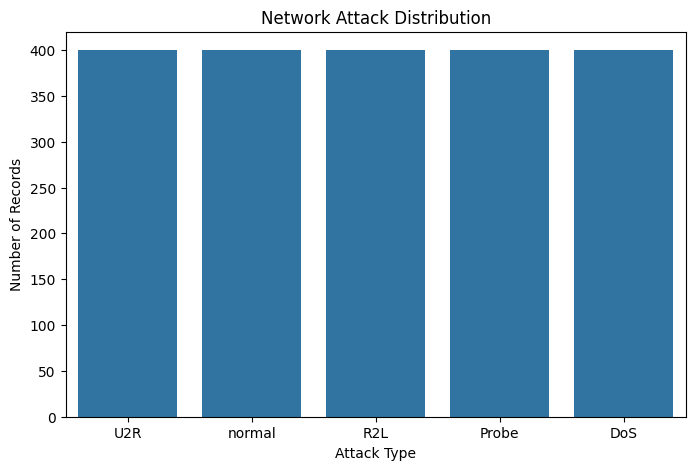 Network Attack Distribution
Number of Records
400
350
300
250
200
150
100
50
0
U2R normal R2L Probe DoS
Attack Type